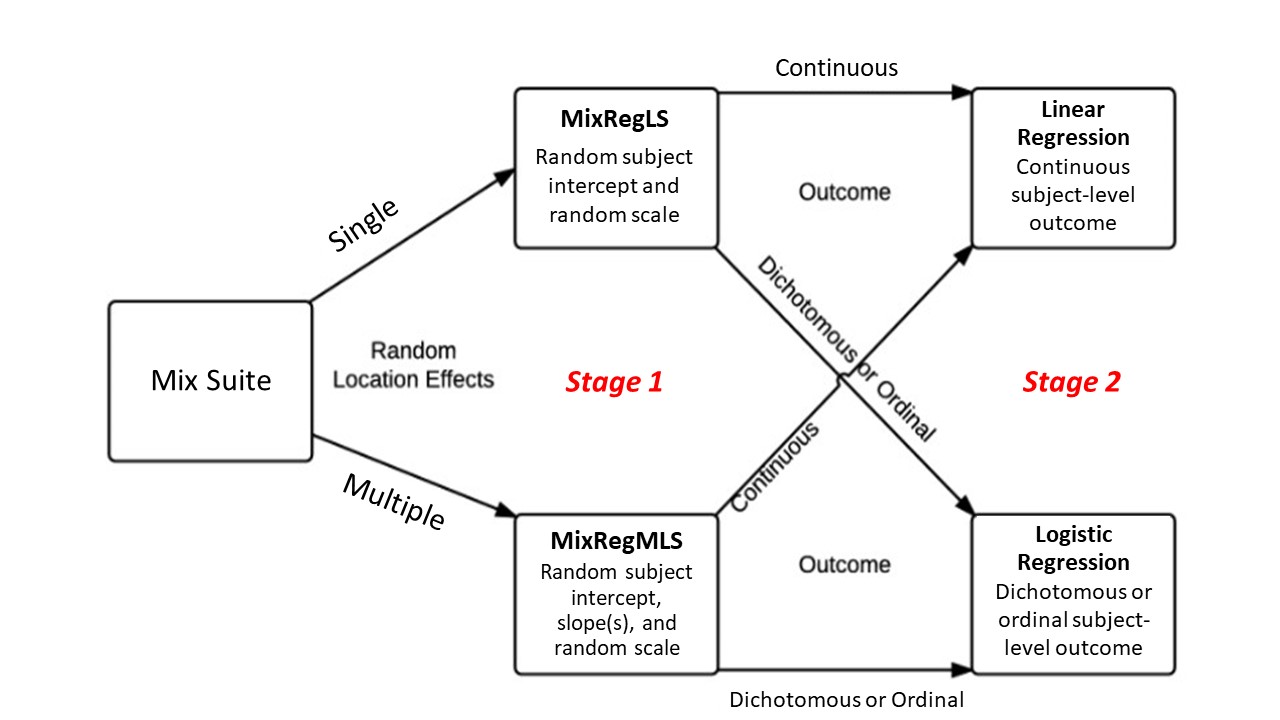 Continuous
MixRegLS
Random subject
intercept and
random scale
Linear
Regression
Continuous
subject-level
outcome
Outcome
Single
Dichotomous or Ordinal
Mix Suite
Random
Location Effects
Stage 1
Stage 2
Multiple
Continuous
MixRegMLS
Random subject
intercept,
slope(s), and
random scale
Outcome
Logistic
Regression
Dichotomous or
ordinal subject-
level outcome
Dichotomous or Ordinal